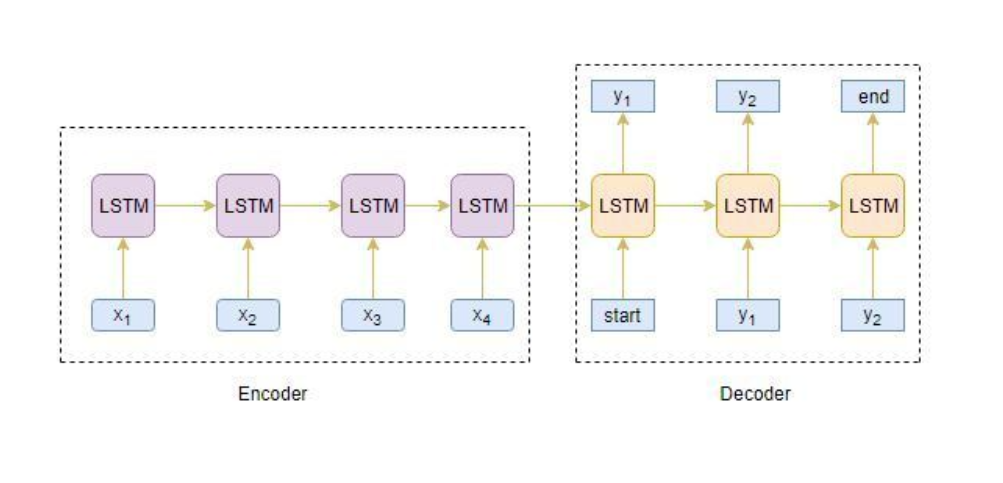 y₁ y₂ end
LSTM LSTM LSTM LSTM LSTM LSTM LSTM
x₁ x₂ x₃ x₄ start y₁ y₂
Encoder Decoder